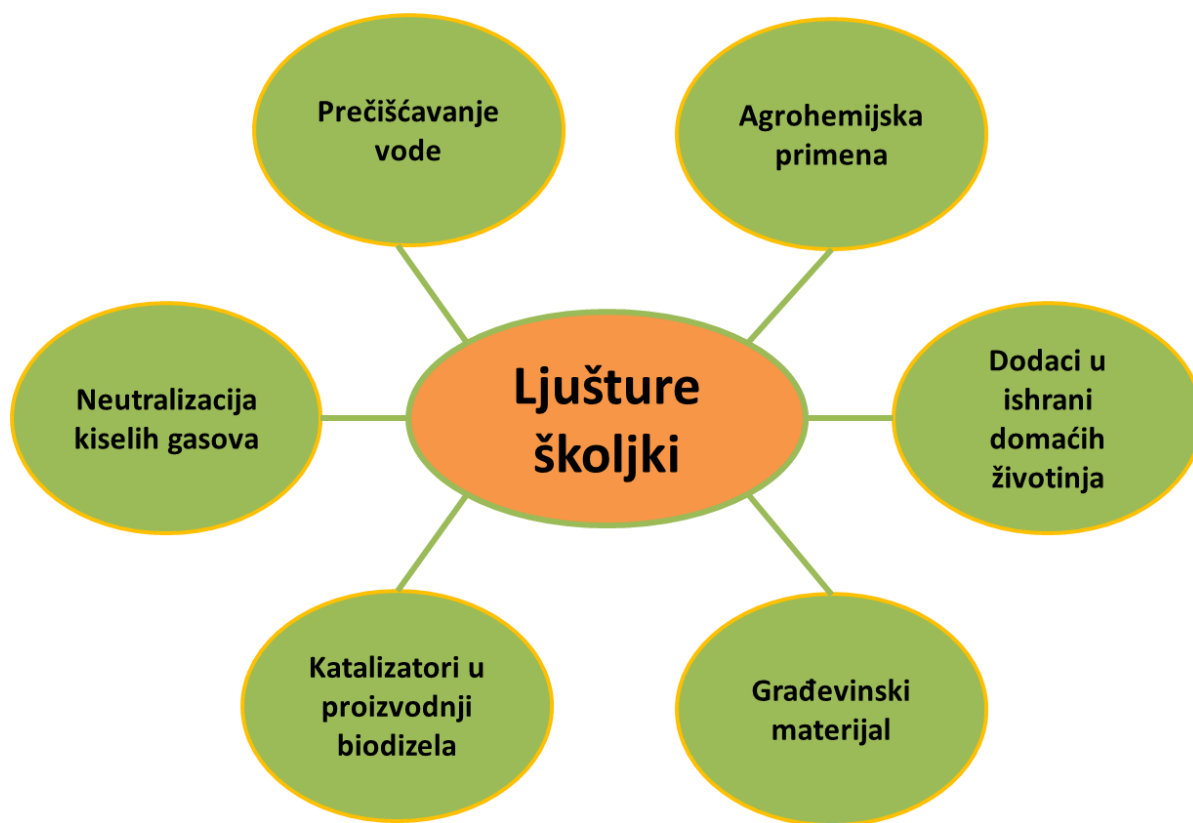 Prečišćavanje
vode
Agrohemijska
primena
Neutralizacija
kiselih gasova
Ljušture
školjki
Dodaci u
ishrani
domaćih
životinja
Katalizatori u
proizvodnji
biodizela
Građevinski
materijal